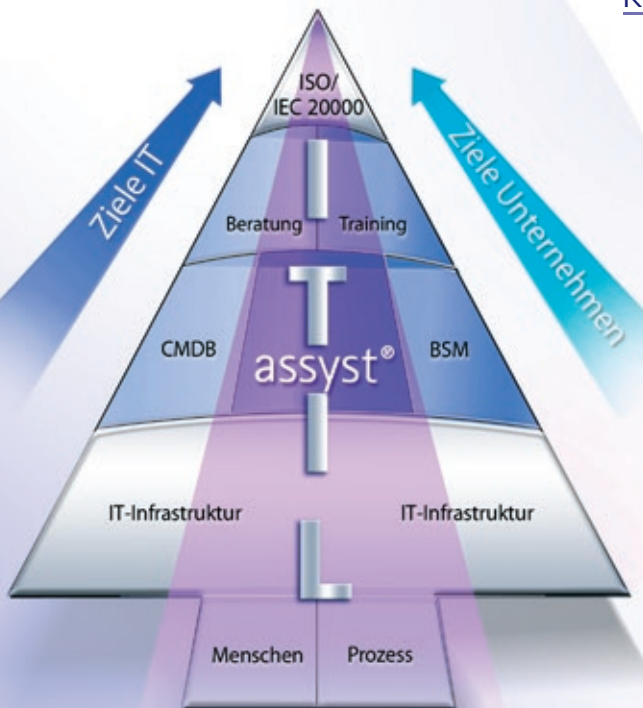 ISO/
IEC 20000
Ziele IT
Ziele Unternehmen
I
Beratung Training
T
CMDB assyst® BSM
I
IT-Infrastruktur IT-Infrastruktur
L
Menschen Prozess